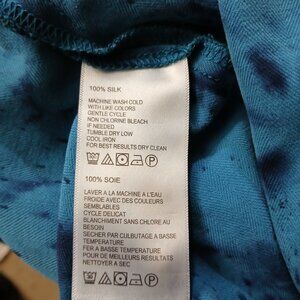 100% SILK
MACHINE WASH COLD
WITH LIKE COLORS
GENTLE CYCLE
NON CHLORINE BLEACH
IF NEEDED
TUMBLE DRY LOW
COOL IRON
FOR BEST RESULTS DRY CLEAN
100% SOIE
LAVER A LA MACHINE A L'EAU
FROIDE AVEC DES COULEURS
SEMBLABLES
CYCLE DELICAT
BLANCHIMENT SANS CHLORE AU
BESOIN
SECHER PAR CULBUTAGE A BASSE
TEMPERATURE
FER A BASSE TEMPERATURE
POUR DE MEILLEURS RESULTATS
NETTOYER A SEC